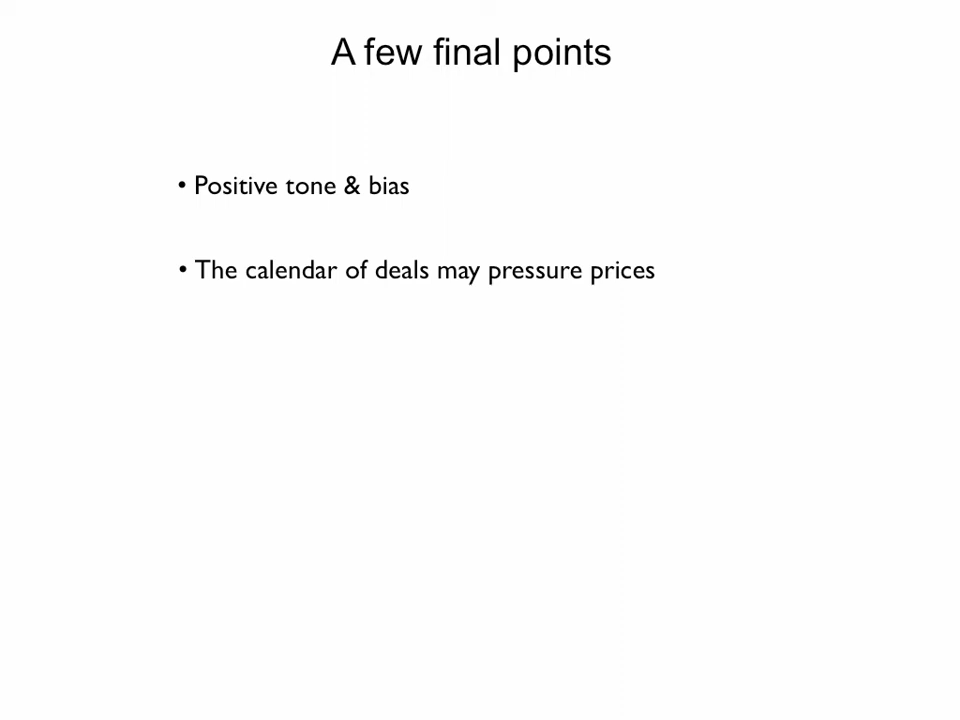 A few final points
• Positive tone & bias
• The calendar of deals may pressure prices